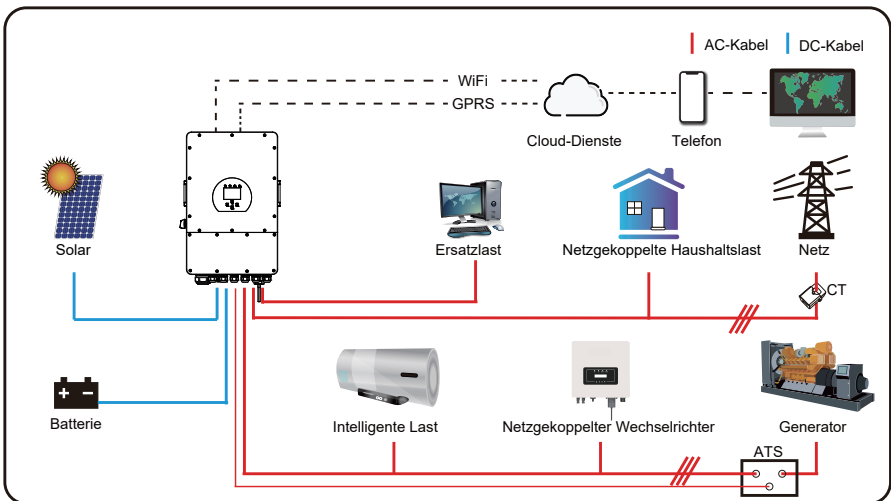 AC-Kabel DC-Kabel
WiFi
GPRS
Cloud-Dienste Telefon
Solar Ersatzlast Netzgekoppelte Haushaltslast Netz
CT
Batterie Intelligente Last Netzgekoppelter Wechselrichter Generator
ATS